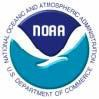 NATIONAL OCEANIC AND ATMOSPHERIC ADMINISTRATION
U.S. DEPARTMENT OF COMMERCE
NOAA